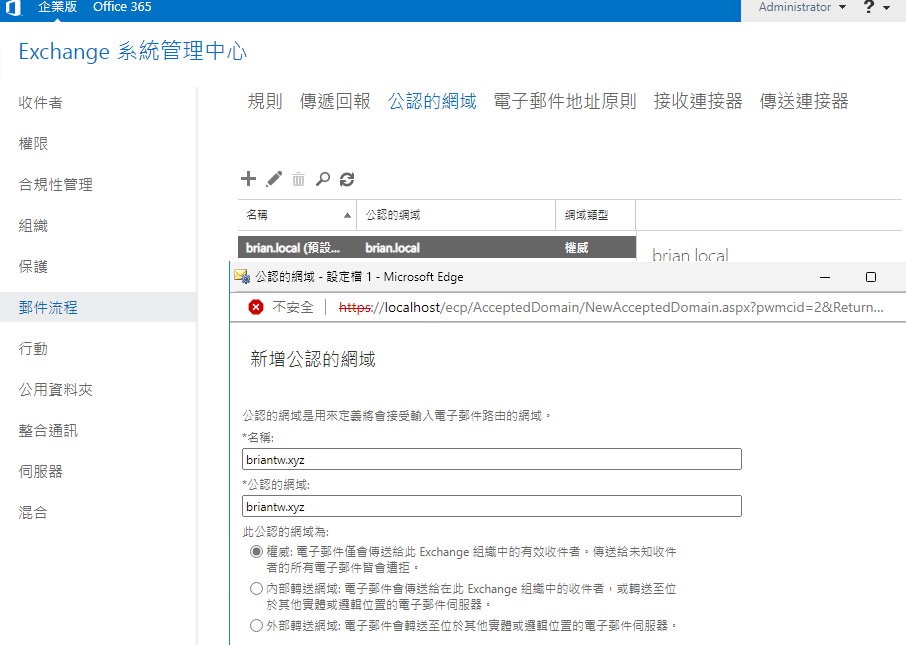 企業版 Office 365 Administrator ?
Exchange 系統管理中心
收件者
權限
合規性管理
組織
保護
郵件流程
行動
公用資料夾
整合通訊
伺服器
混合
規則 傳遞回報 公認的網域 電子郵件地址原則 接收連接器 傳送連接器
名稱 公認的網域 網域類型
brian.local (預設... brian.local 權威
brian.local
公認的網域 - 設定檔 1 - Microsoft Edge
不安全 https://localhost/ecp/AcceptedDomain/NewAcceptedDomain.aspx?pwmcid=2&Return...
新增公認的網域
公認的網域是用來定義將會接受輸入電子郵件路由的網域。
*名稱:
briantw.xyz
*公認的網域:
briantw.xyz
此公認的網域為:
權威: 電子郵件僅會傳送給此 Exchange 組織中的有效收件者。傳送給未知收件
者的所有電子郵件皆會遭拒。
內部轉送網域: 電子郵件會傳送給在此 Exchange 組織中的收件者，或轉送至位
於其他實體或邏輯位置的電子郵件伺服器。
外部轉送網域: 電子郵件會轉送至位於其他實體或邏輯位置的電子郵件伺服器。